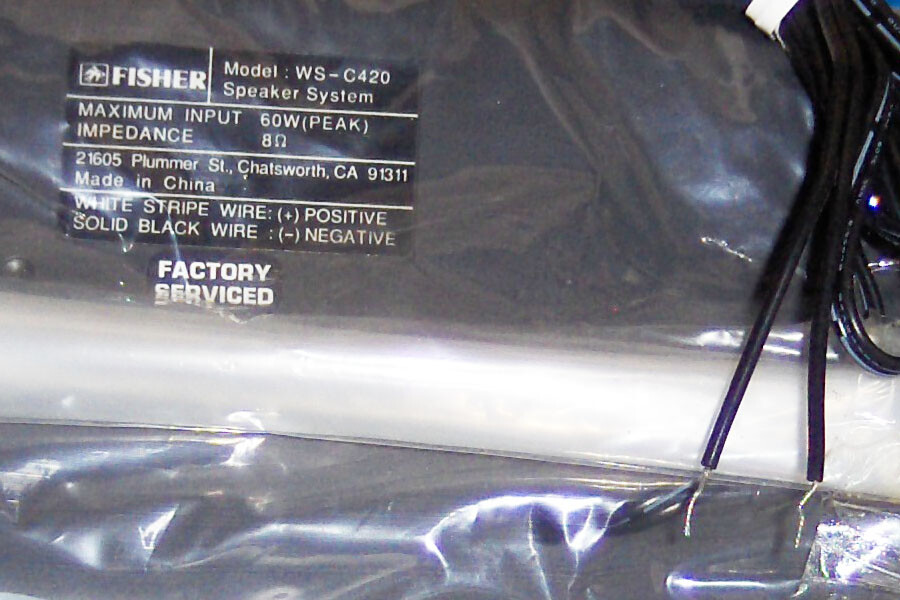 FISHER
Model : WS-C420
Speaker System
MAXIMUM INPUT 60W(PEAK)
IMPEDANCE 8Ω
21605 Plummer St., Chatsworth, CA 91311
Made in China
WHITE STRIPE WIRE: (+) POSITIVE
SOLID BLACK WIRE : (-) NEGATIVE
FACTORY
SERVICED